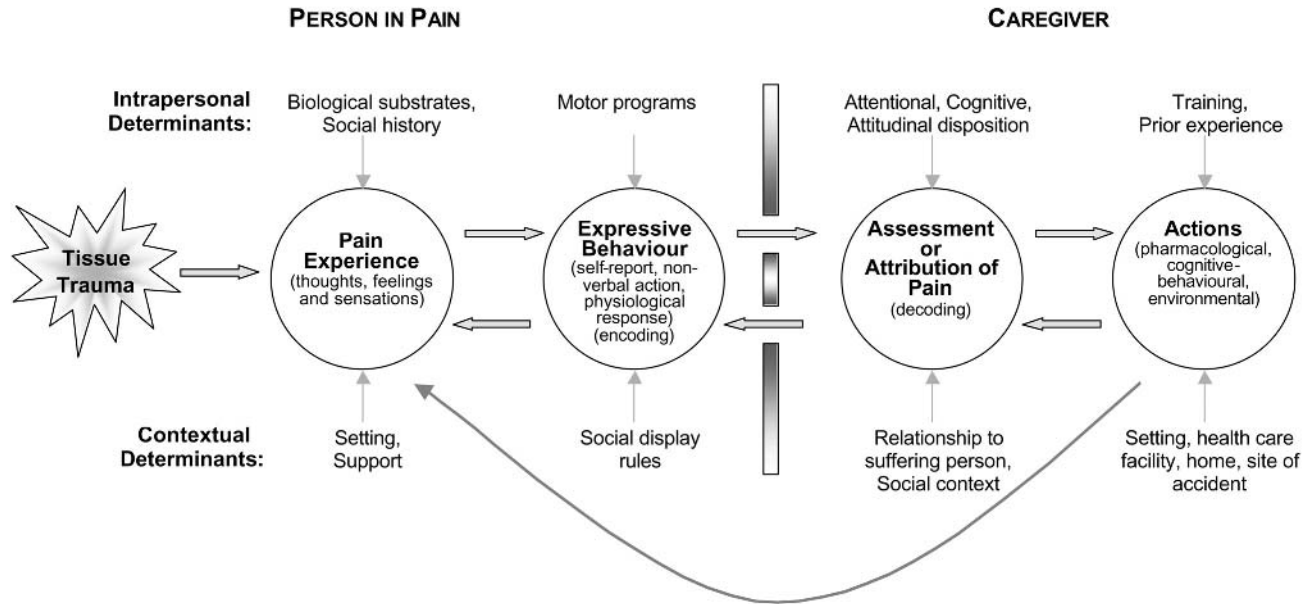 PERSON IN PAIN
CAREGIVER
Intrapersonal
Determinants:
Biological substrates,
Social history
Motor programs
Attentional, Cognitive,
Attitudinal disposition
Training,
Prior experience
Tissue
Trauma
Pain
Experience
(thoughts, feelings
and sensations)
Expressive
Behaviour
(self-report, non-
verbal action,
physiological
response)
(encoding)
Assessment
or
Attribution of
Pain
(decoding)
Actions
(pharmacological,
cognitive-
behavioural,
environmental)
Contextual
Determinants:
Setting,
Support
Social display
rules
Relationship to
suffering person,
Social context
Setting, health care
facility, home, site of
accident